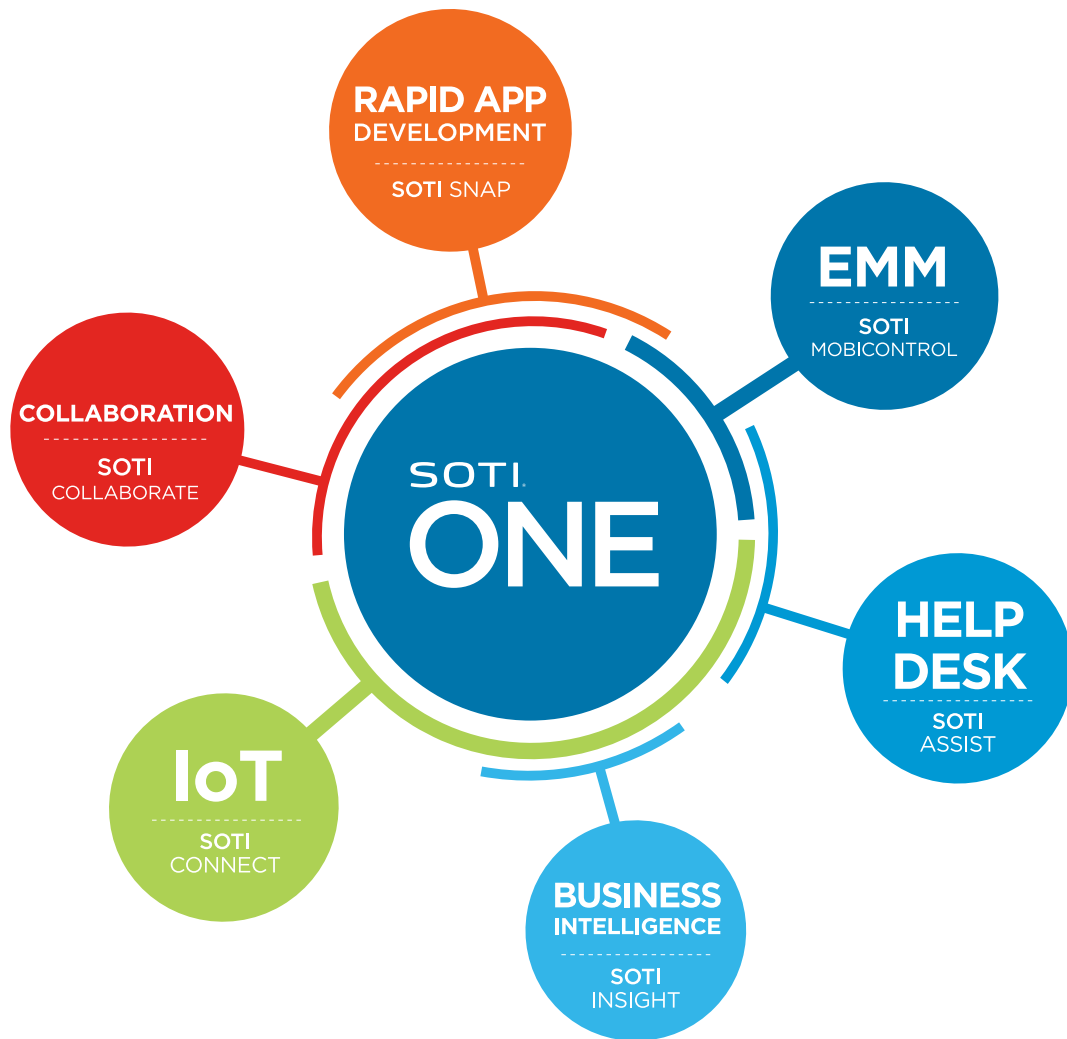 RAPID APP
DEVELOPMENT
SOTI SNAP
EMM
SOTI
MOBICONTROL
COLLABORATION
SOTI
COLLABORATE
SOTI.
ONE
HELP
DESK
SOTI
ASSIST
IoT
SOTI
CONNECT
BUSINESS
INTELLIGENCE
SOTI
INSIGHT